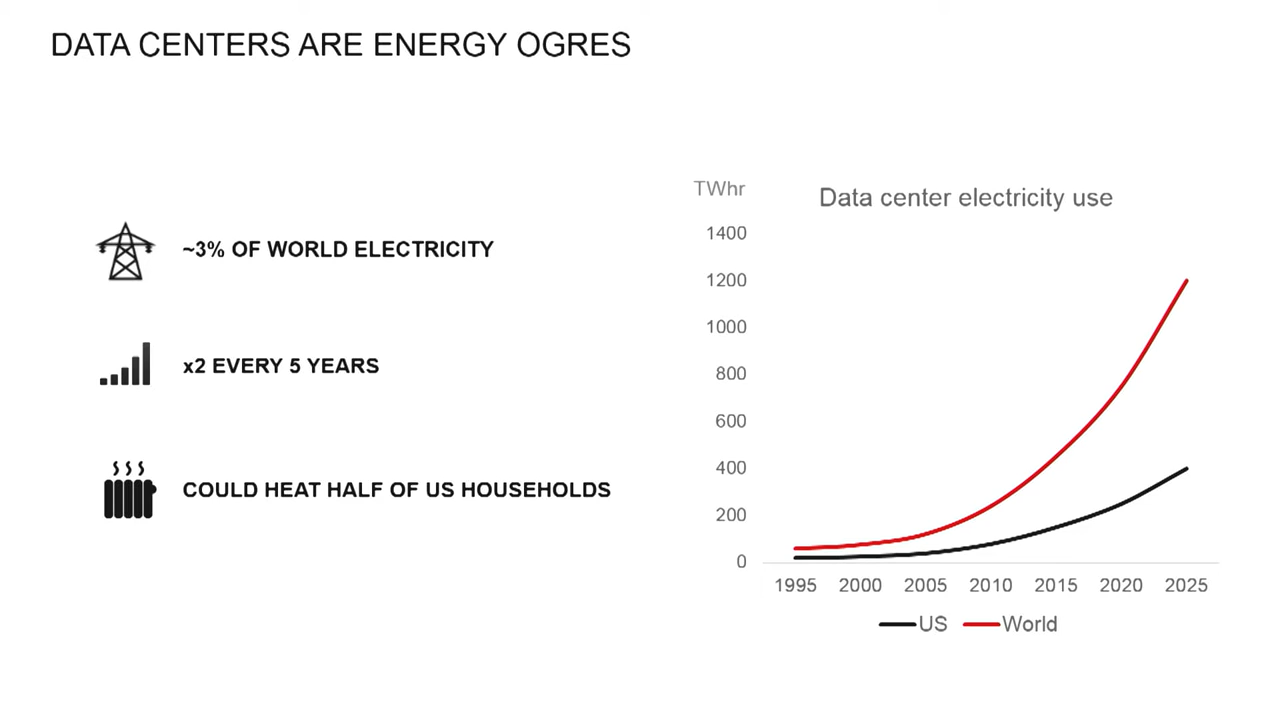 DATA CENTERS ARE ENERGY OGRES
~3% OF WORLD ELECTRICITY
x2 EVERY 5 YEARS
COULD HEAT HALF OF US HOUSEHOLDS
TWhr
Data center electricity use
1400
1200
1000
800
600
400
200
0
1995 2000 2005 2010 2015 2020 2025
US World